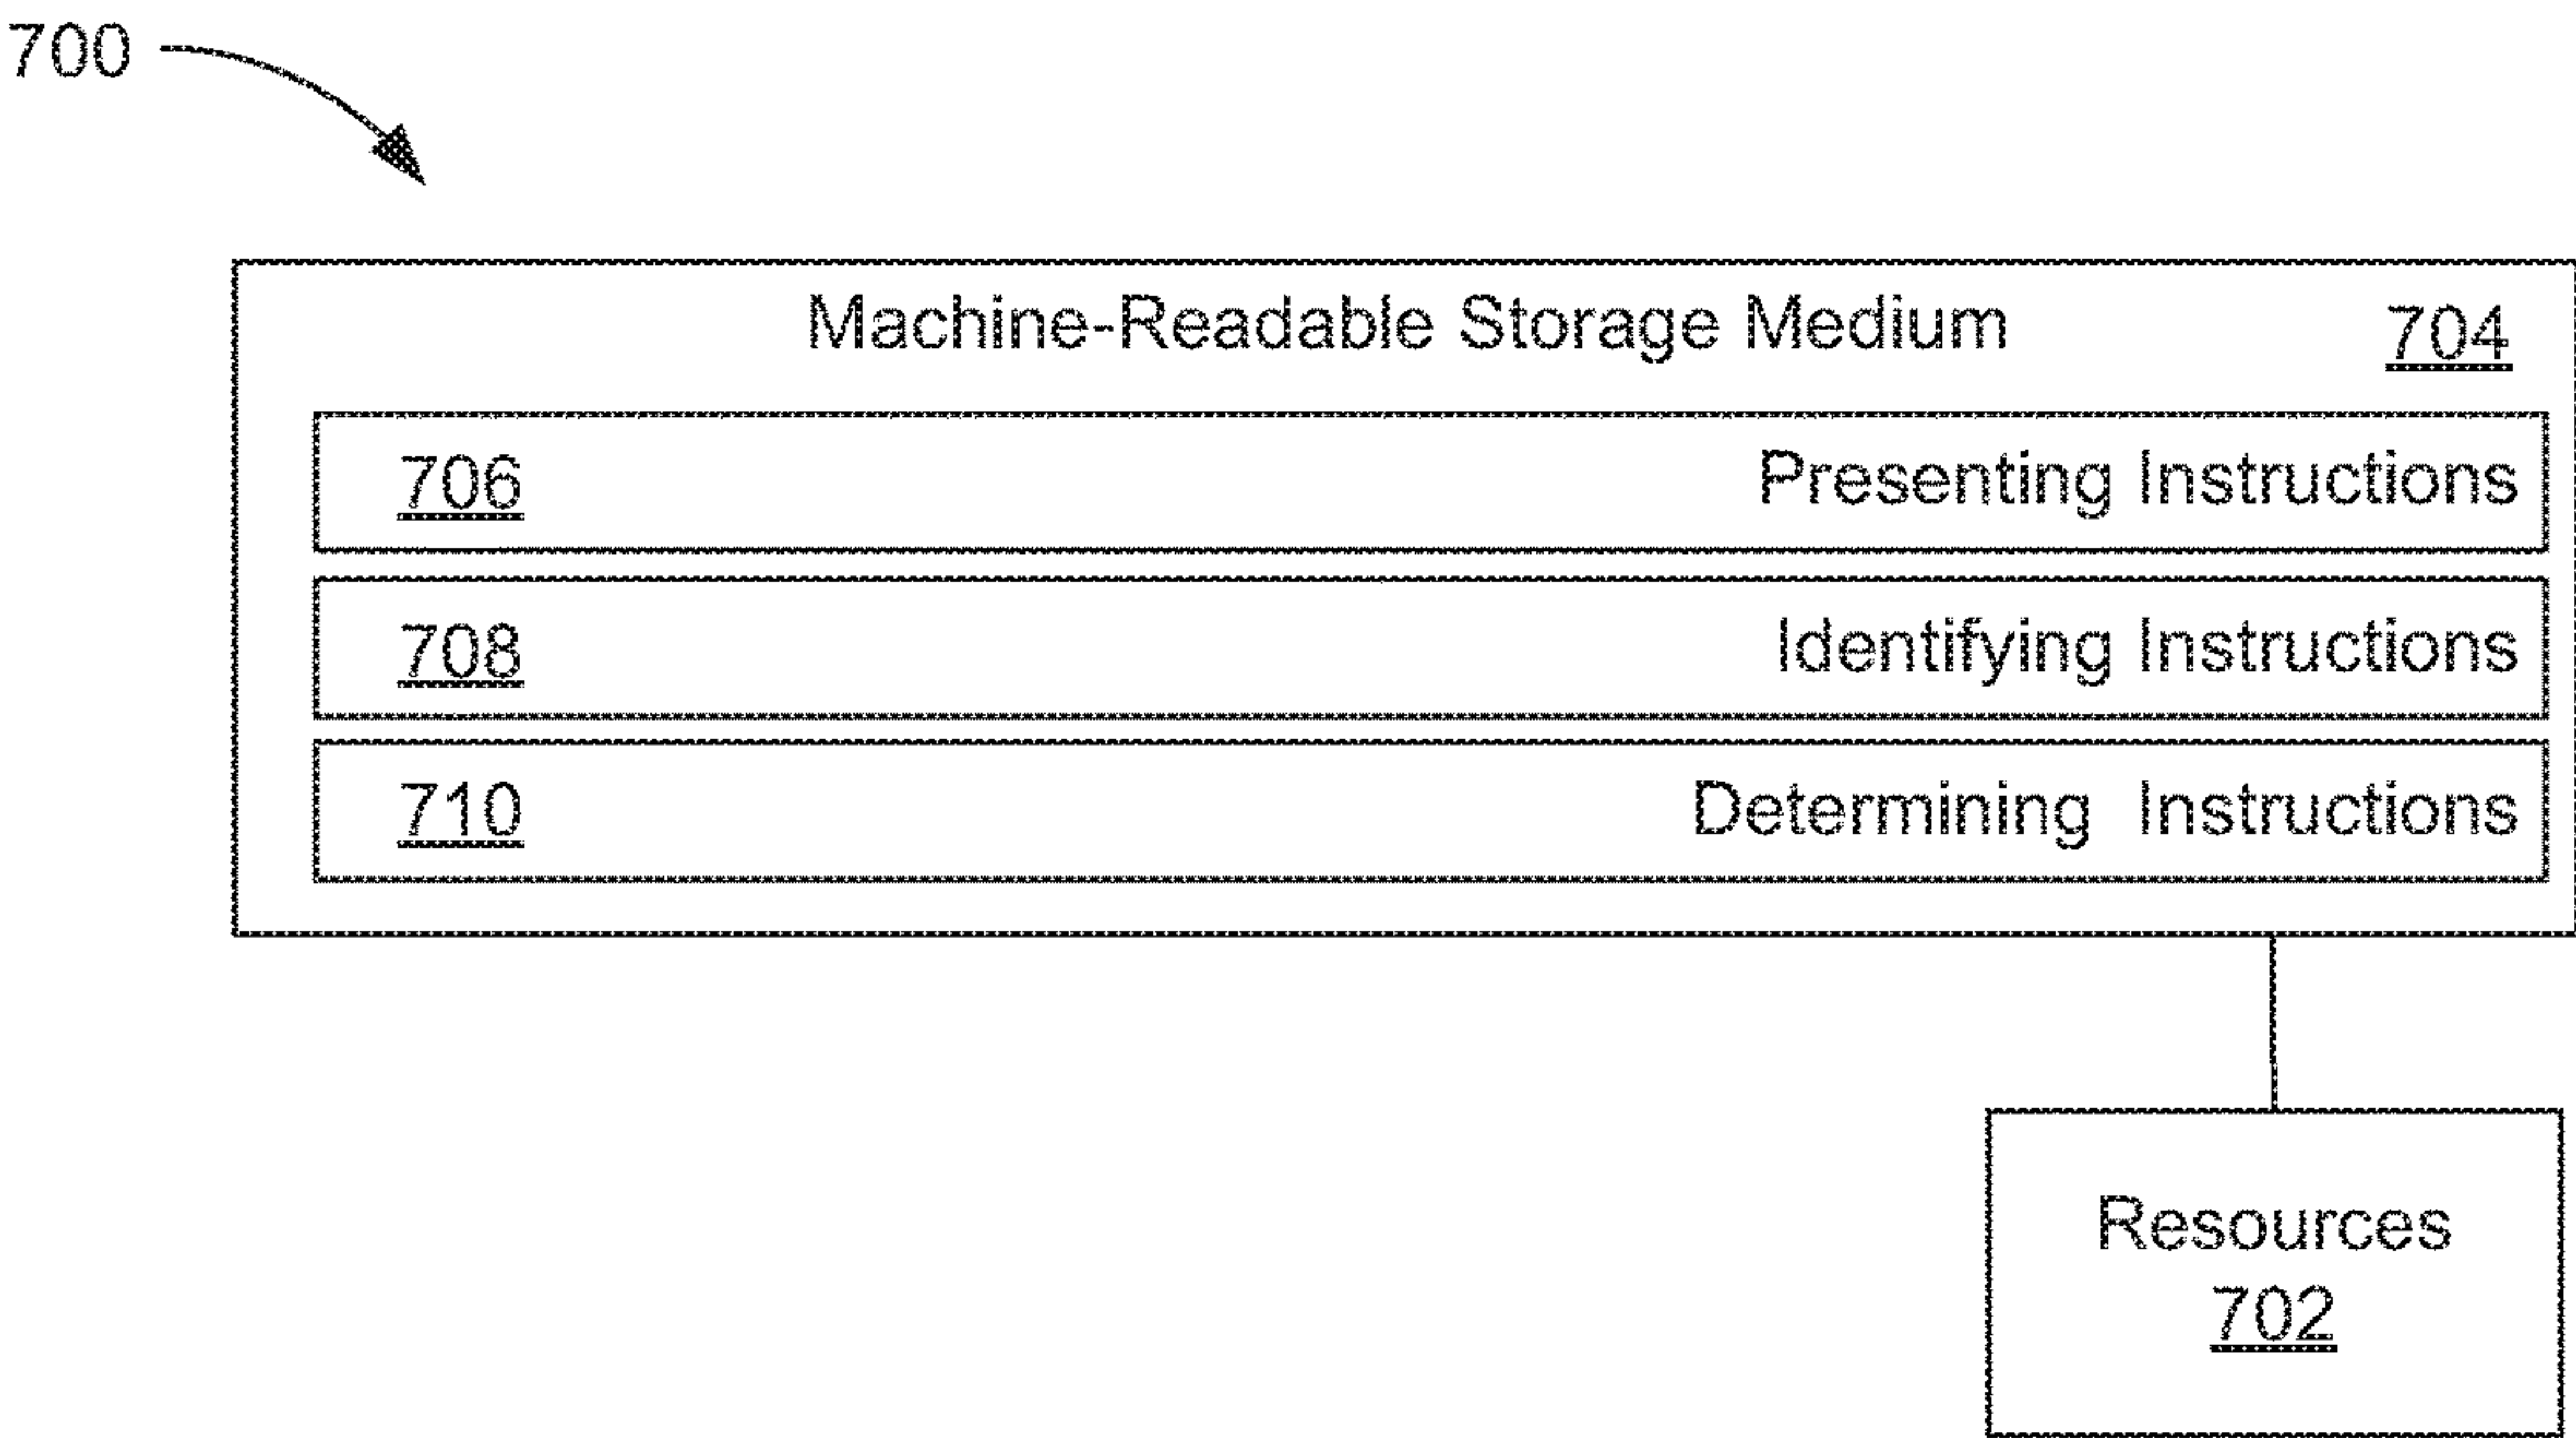 700
Machine-Readable Storage Medium 704
706 Presenting Instructions
708 Identifying Instructions
710 Determining Instructions
Resources
702